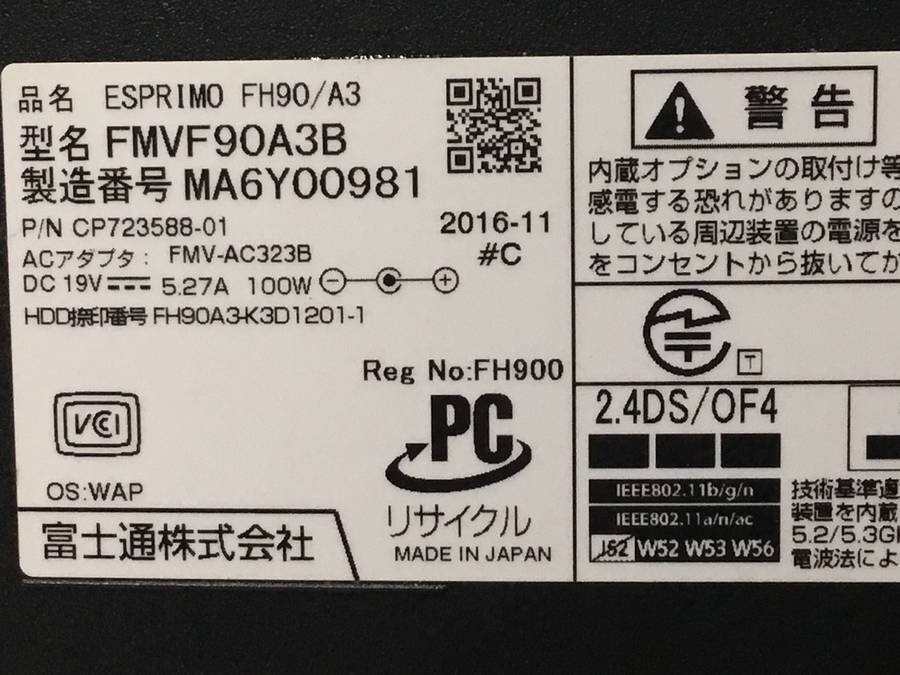 品名 ESPRIMO FH90/A3
型名 FMVF90A3B
製造番号 MA6Y00981
P/N CP723588-01
2016-11
ACアダプタ: FMV-AC323B
#C
DC 19V 5.27A 100W
HDD捺印番号 FH90A3-K3D1201-1
Reg No:FH900
VCCI
OS:WAP
PC
リサイクル
富士通株式会社
MADE IN JAPAN
警告
内蔵オプションの取付け等
感電する恐れがありますの
している周辺装置の電源を
をコンセントから抜いてか
T
2.4DS/OF4
IEEE802.11b/g/n
IEEE802.11a/n/ac
J52 W52 W53 W56
技術基準適
装置を内蔵
5.2/5.3G
電波法によ